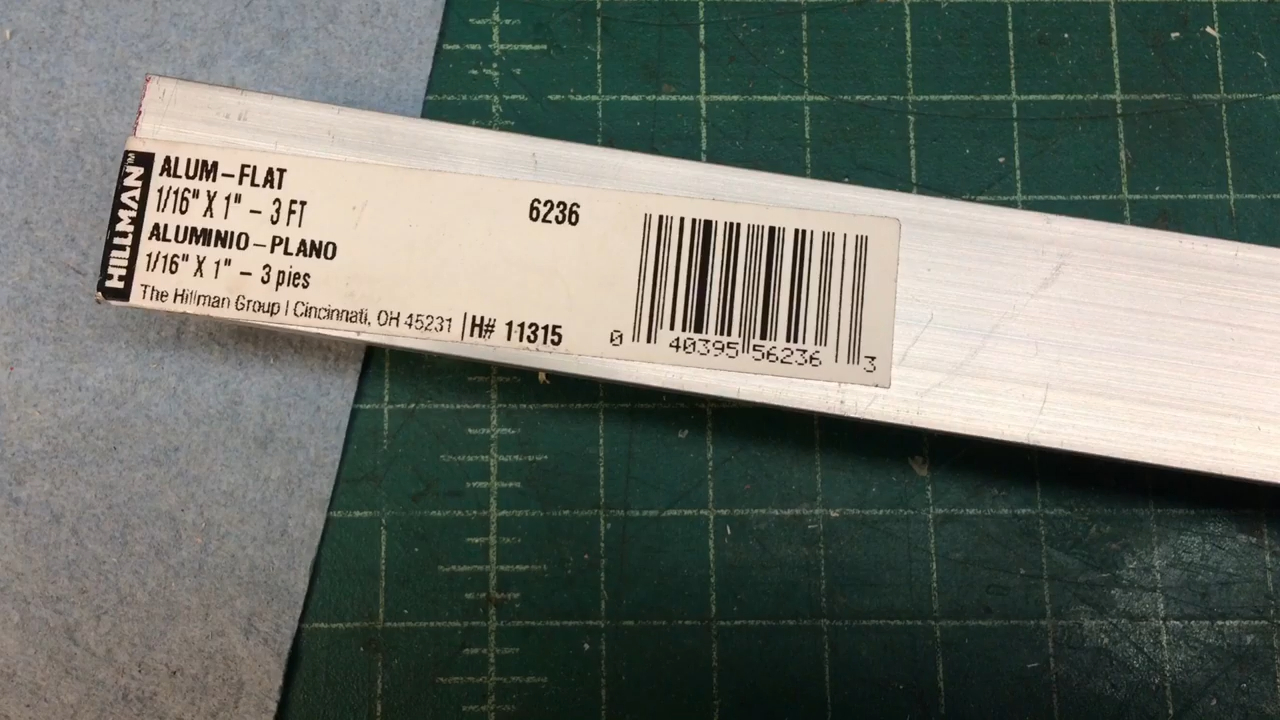 HILLMAN™
ALUM-FLAT
1/16" X 1" - 3 FT
6236
ALUMINIO-PLANO
1/16" X 1" - 3 pies
The Hillman Group | Cincinnati, OH 45231 | H# 11315
0 40395 56236 3